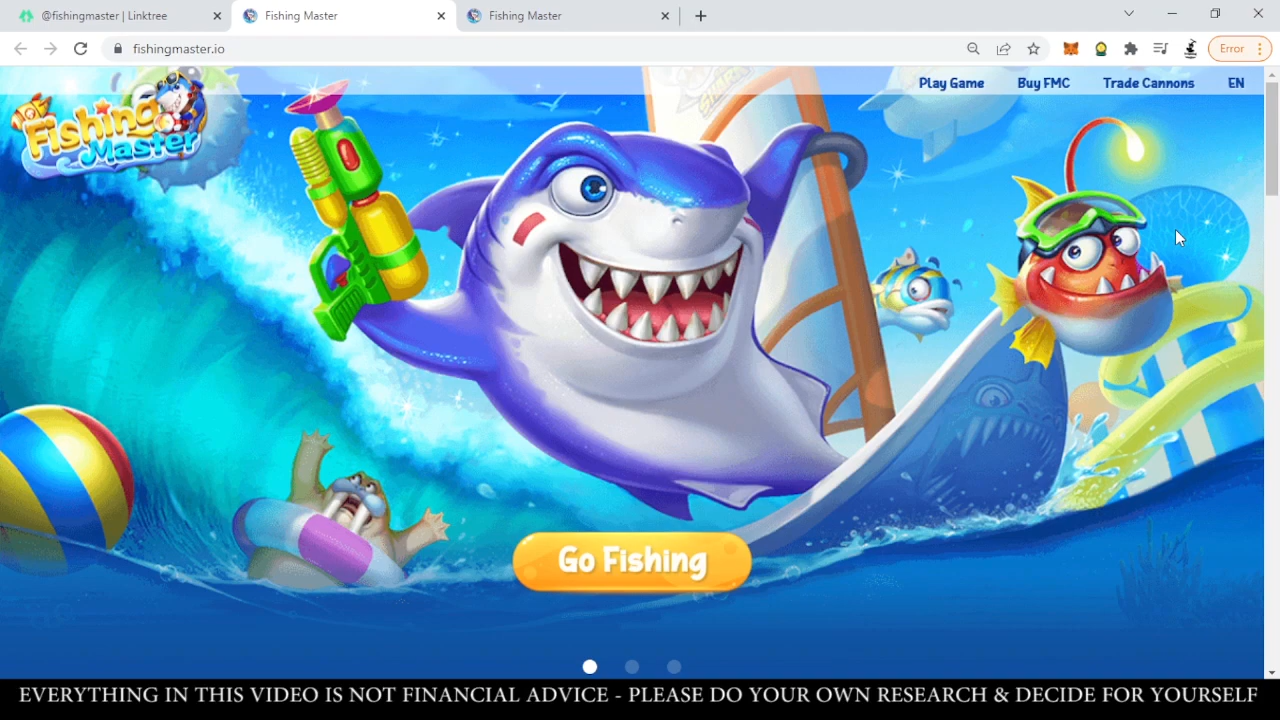 @fishingmaster | Linktree
Fishing Master
Fishing Master
fishingmaster.io
Error
Fishing
Master
Play Game
Buy FMC
Trade Cannons
EN
Go Fishing
EVERYTHING IN THIS VIDEO IS NOT FINANCIAL ADVICE - PLEASE DO YOUR OWN RESEARCH & DECIDE FOR YOURSELF